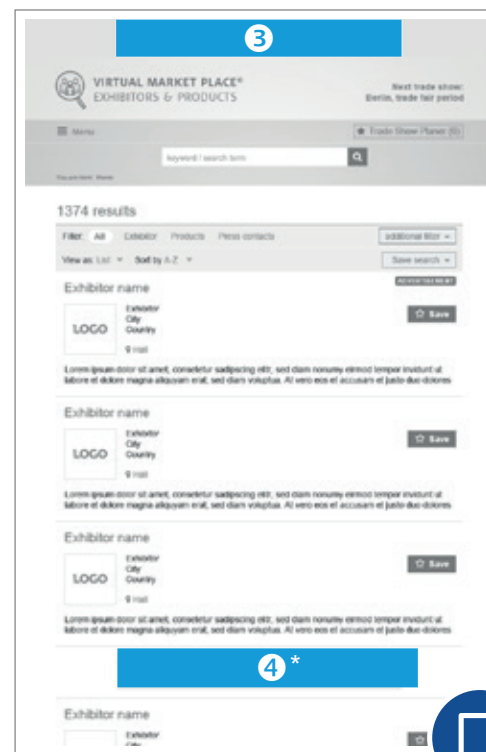 3
VIRTUAL MARKET PLACE®
EXHIBITORS & PRODUCTS
Next trade show:
Berlin, trade fair period
Menu
Trade Show Planer (0)
keyword / search term
You are here: Home
1374 results
Filter: All Exhibitor Products Press contacts
additional filter
View as: List Sort by A-Z
Save search
Exhibitor name
ADVERTISEMENT
LOGO
Exhibitor
City
Country
Hall
Save
Lorem ipsum dolor sit amet, consetetur sadipscing elitr, sed diam nonumy eirmod tempor invidunt ut
labore et dolore magna aliquyam erat, sed diam voluptua. At vero eos et accusam et justo duo dolores
Exhibitor name
LOGO
Exhibitor
City
Country
Hall
Save
Lorem ipsum dolor sit amet, consetetur sadipscing elitr, sed diam nonumy eirmod tempor invidunt ut
labore et dolore magna aliquyam erat, sed diam voluptua. At vero eos et accusam et justo duo dolores
Exhibitor name
LOGO
Exhibitor
City
Country
Hall
Save
Lorem ipsum dolor sit amet, consetetur sadipscing elitr, sed diam nonumy eirmod tempor invidunt ut
labore et dolore magna aliquyam erat, sed diam voluptua. At vero eos et accusam et justo duo dolores
4 *
Exhibitor name
Exhibitor
City